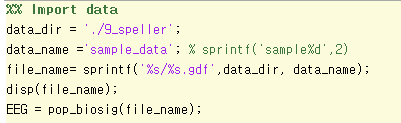 %% Import data
data_dir = './9_speller';
data_name ='sample_data'; % sprintf('sample%d',2)
file_name= sprintf('%s/%s.gdf',data_dir, data_name);
disp(file_name);
EEG = pop_biosig(file_name);